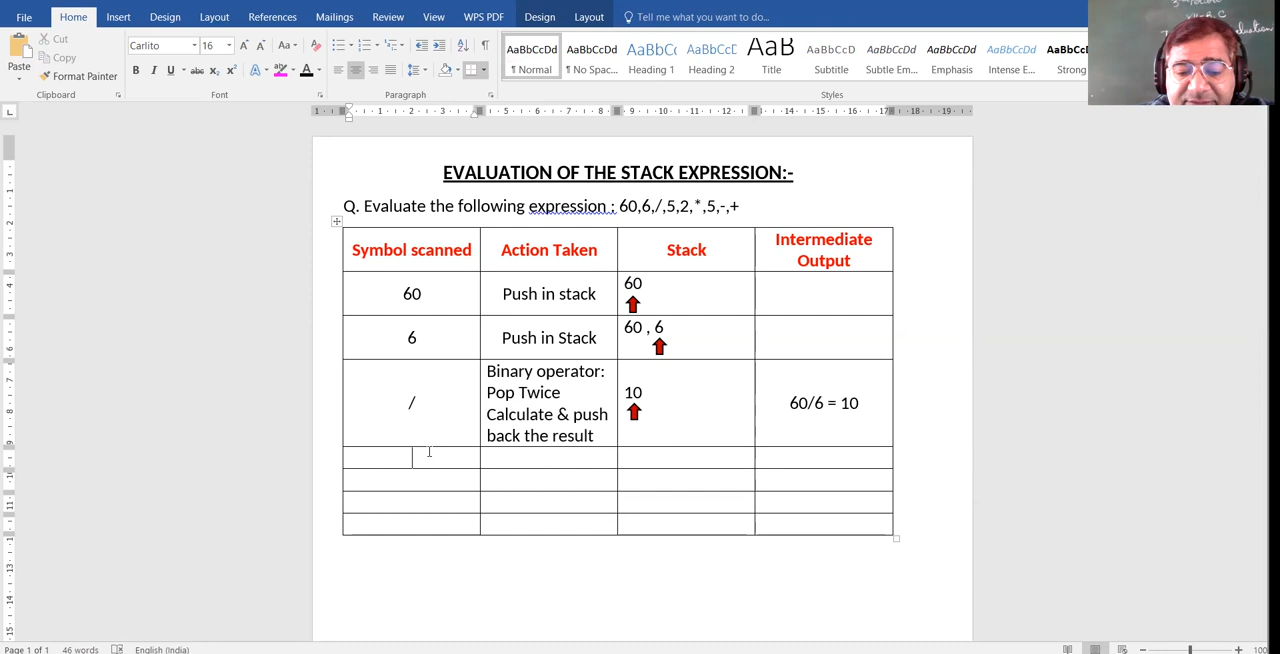 File Home Insert Design Layout References Mailings Review View WPS PDF Design Layout Tell me what you want to do...
Paste
Cut
Copy
Format Painter
Clipboard
Carlito 16
Font
Paragraph
AaBbCcDd AaBbCcDd AaBbCc AaBbCcD AaB AaBbCcD AaBbCcDd AaBbCcDd AaBbCcDd AaBbCc
¶ Normal ¶ No Spac... Heading 1 Heading 2 Title Subtitle Subtle Em... Emphasis Intense E... Strong
Styles
EVALUATION OF THE STACK EXPRESSION:-
Q. Evaluate the following expression : 60,6,/,5,2,*,5,-,+
Symbol scanned Action Taken Stack Intermediate Output
60 Push in stack 60
6 Push in Stack 60 , 6
/ Binary operator: Pop Twice Calculate & push back the result 10 60/6 = 10
Page 1 of 1 46 words English (India) 100